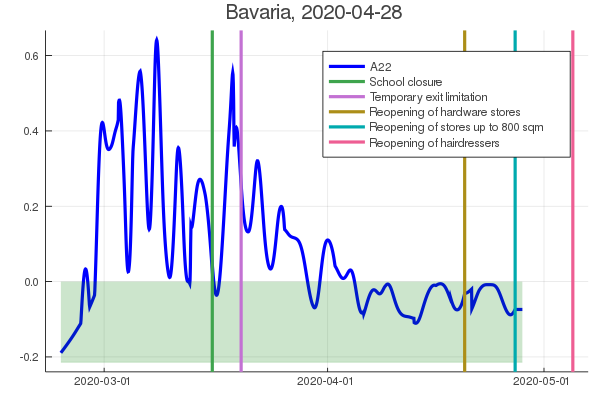 Bavaria, 2020-04-28
0.6
0.4
0.2
0.0
-0.2
A22
School closure
Temporary exit limitation
Reopening of hardware stores
Reopening of stores up to 800 sqm
Reopening of hairdressers
2020-03-01 2020-04-01 2020-05-01